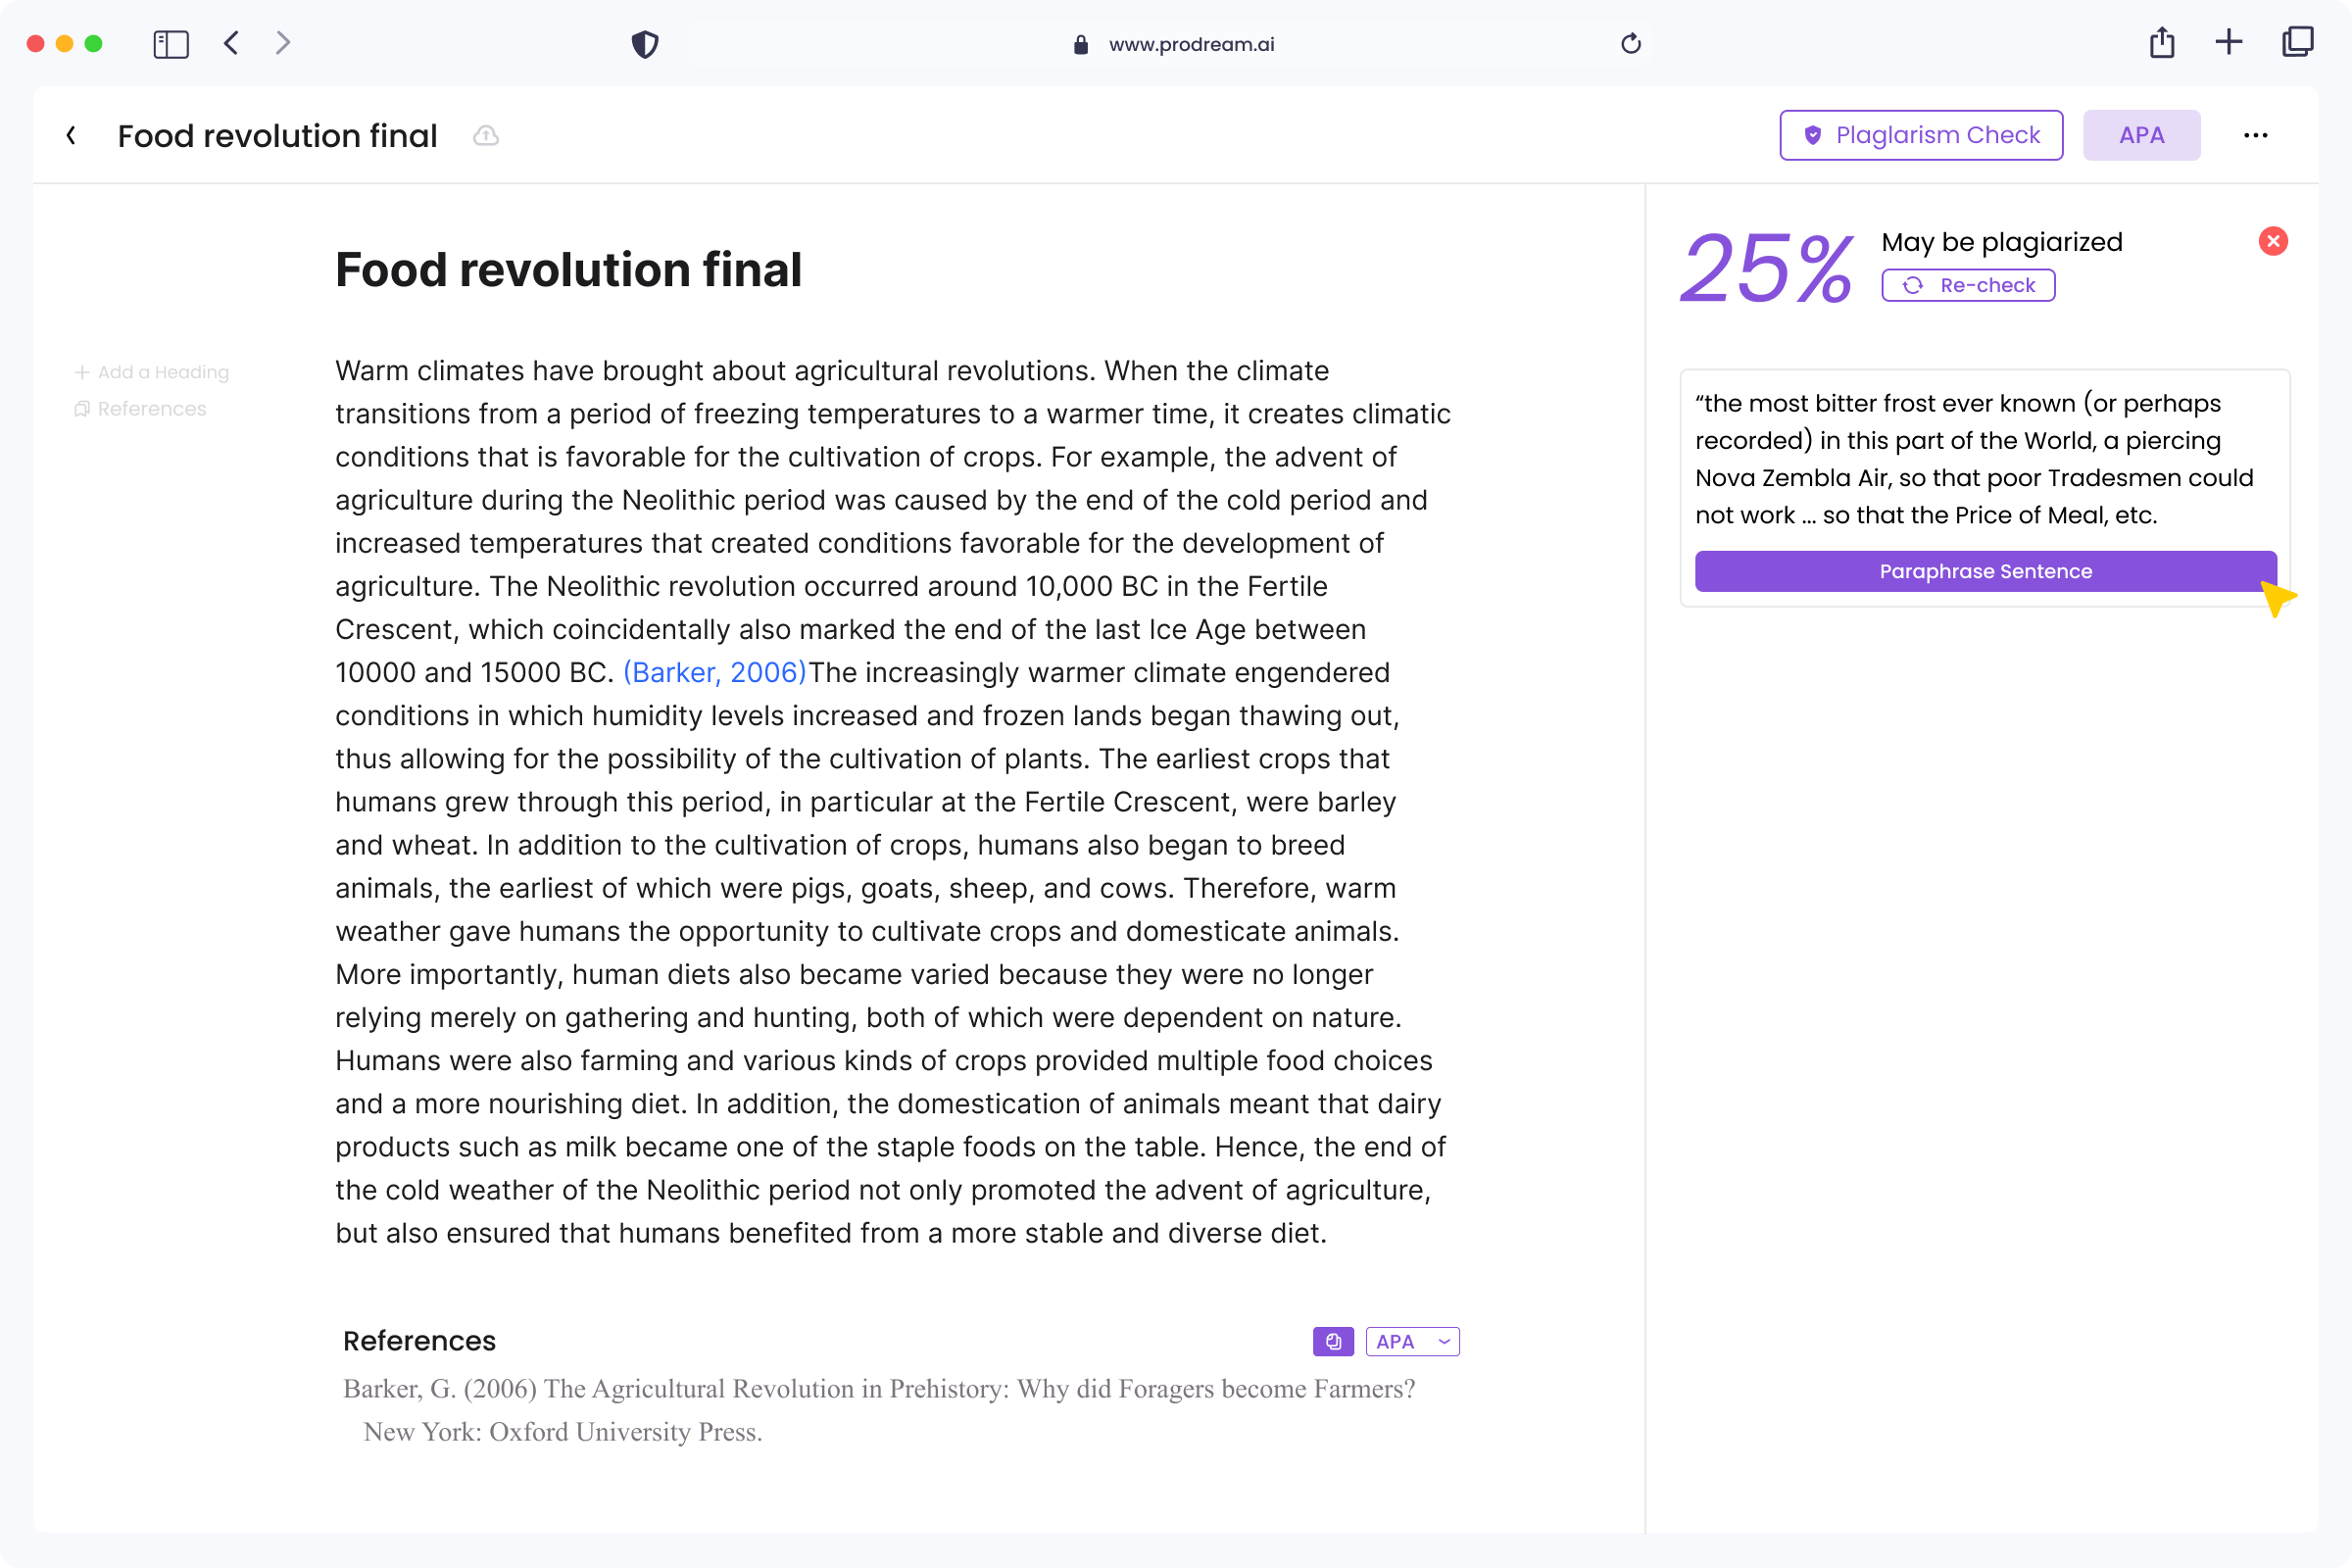 www.prodream.ai
Food revolution final
Plaglarism Check
APA
Food revolution final
+ Add a Heading
References
Warm climates have brought about agricultural revolutions. When the climate
transitions from a period of freezing temperatures to a warmer time, it creates climatic
conditions that is favorable for the cultivation of crops. For example, the advent of
agriculture during the Neolithic period was caused by the end of the cold period and
increased temperatures that created conditions favorable for the development of
agriculture. The Neolithic revolution occurred around 10,000 BC in the Fertile
Crescent, which coincidentally also marked the end of the last Ice Age between
10000 and 15000 BC. (Barker, 2006)The increasingly warmer climate engendered
conditions in which humidity levels increased and frozen lands began thawing out,
thus allowing for the possibility of the cultivation of plants. The earliest crops that
humans grew through this period, in particular at the Fertile Crescent, were barley
and wheat. In addition to the cultivation of crops, humans also began to breed
animals, the earliest of which were pigs, goats, sheep, and cows. Therefore, warm
weather gave humans the opportunity to cultivate crops and domesticate animals.
More importantly, human diets also became varied because they were no longer
relying merely on gathering and hunting, both of which were dependent on nature.
Humans were also farming and various kinds of crops provided multiple food choices
and a more nourishing diet. In addition, the domestication of animals meant that dairy
products such as milk became one of the staple foods on the table. Hence, the end of
the cold weather of the Neolithic period not only promoted the advent of agriculture,
but also ensured that humans benefited from a more stable and diverse diet.
References
APA
Barker, G. (2006) The Agricultural Revolution in Prehistory: Why did Foragers become Farmers?
New York: Oxford University Press.
25%
May be plagiarized
Re-check
“the most bitter frost ever known (or perhaps
recorded) in this part of the World, a piercing
Nova Zembla Air, so that poor Tradesmen could
not work ... so that the Price of Meal, etc.
Paraphrase Sentence